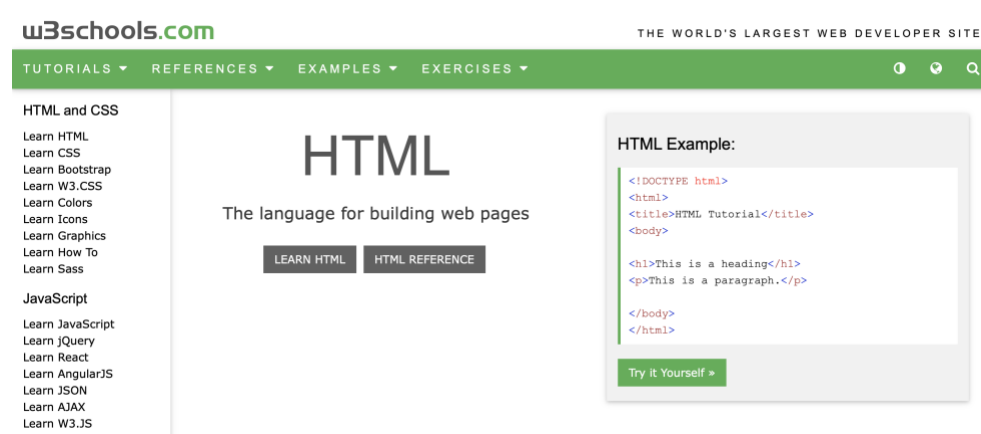 w3schools.com
THE WORLD'S LARGEST WEB DEVELOPER SITE
TUTORIALS REFERENCES EXAMPLES EXERCISES
HTML and CSS
Learn HTML
Learn CSS
Learn Bootstrap
Learn W3.CSS
Learn Colors
Learn Icons
Learn Graphics
Learn How To
Learn Sass
JavaScript
Learn JavaScript
Learn jQuery
Learn React
Learn AngularJS
Learn JSON
Learn AJAX
Learn W3.JS
HTML
The language for building web pages
LEARN HTML HTML REFERENCE
HTML Example:
<!DOCTYPE html>
<html>
<title>HTML Tutorial</title>
<body>
<h1>This is a heading</h1>
<p>This is a paragraph.</p>
</body>
</html>
Try it Yourself »